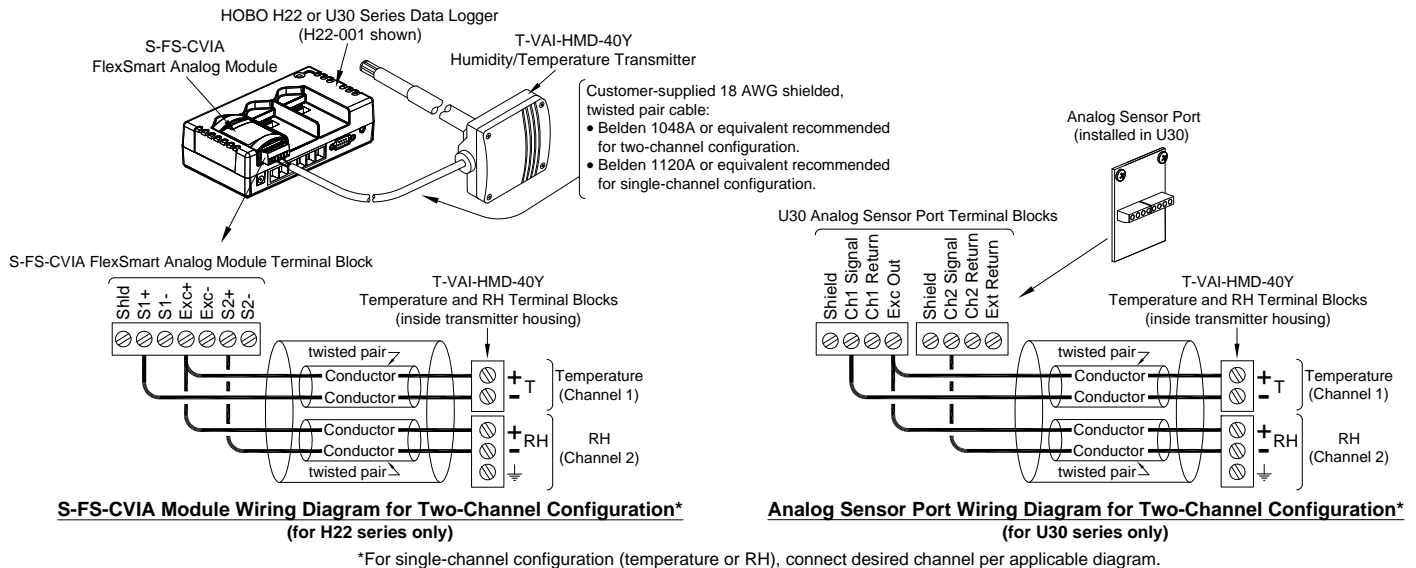 HOBO H22 or U30 Series Data Logger
(H22-001 shown)
S-FS-CVIA
FlexSmart Analog Module
T-VAI-HMD-40Y
Humidity/Temperature Transmitter
Customer-supplied 18 AWG shielded,
twisted pair cable:
• Belden 1048A or equivalent recommended
for two-channel configuration.
• Belden 1120A or equivalent recommended
for single-channel configuration.
Analog Sensor Port
(installed in U30)
S-FS-CVIA FlexSmart Analog Module Terminal Block
Shld
S1+
S1-
Exc+
Exc-
S2+
S2-
T-VAI-HMD-40Y
Temperature and RH Terminal Blocks
(inside transmitter housing)
twisted pair
Conductor
Conductor
Conductor
Conductor
twisted pair
+
T
-
+
RH
-
Temperature
(Channel 1)
RH
(Channel 2)
S-FS-CVIA Module Wiring Diagram for Two-Channel Configuration*
(for H22 series only)
U30 Analog Sensor Port Terminal Blocks
Shield
Ch1 Signal
Ch1 Return
Exc Out
Shield
Ch2 Signal
Ch2 Return
Ext Return
T-VAI-HMD-40Y
Temperature and RH Terminal Blocks
(inside transmitter housing)
twisted pair
Conductor
Conductor
Conductor
Conductor
twisted pair
+
T
-
+
RH
-
Temperature
(Channel 1)
RH
(Channel 2)
Analog Sensor Port Wiring Diagram for Two-Channel Configuration*
(for U30 series only)
*For single-channel configuration (temperature or RH), connect desired channel per applicable diagram.